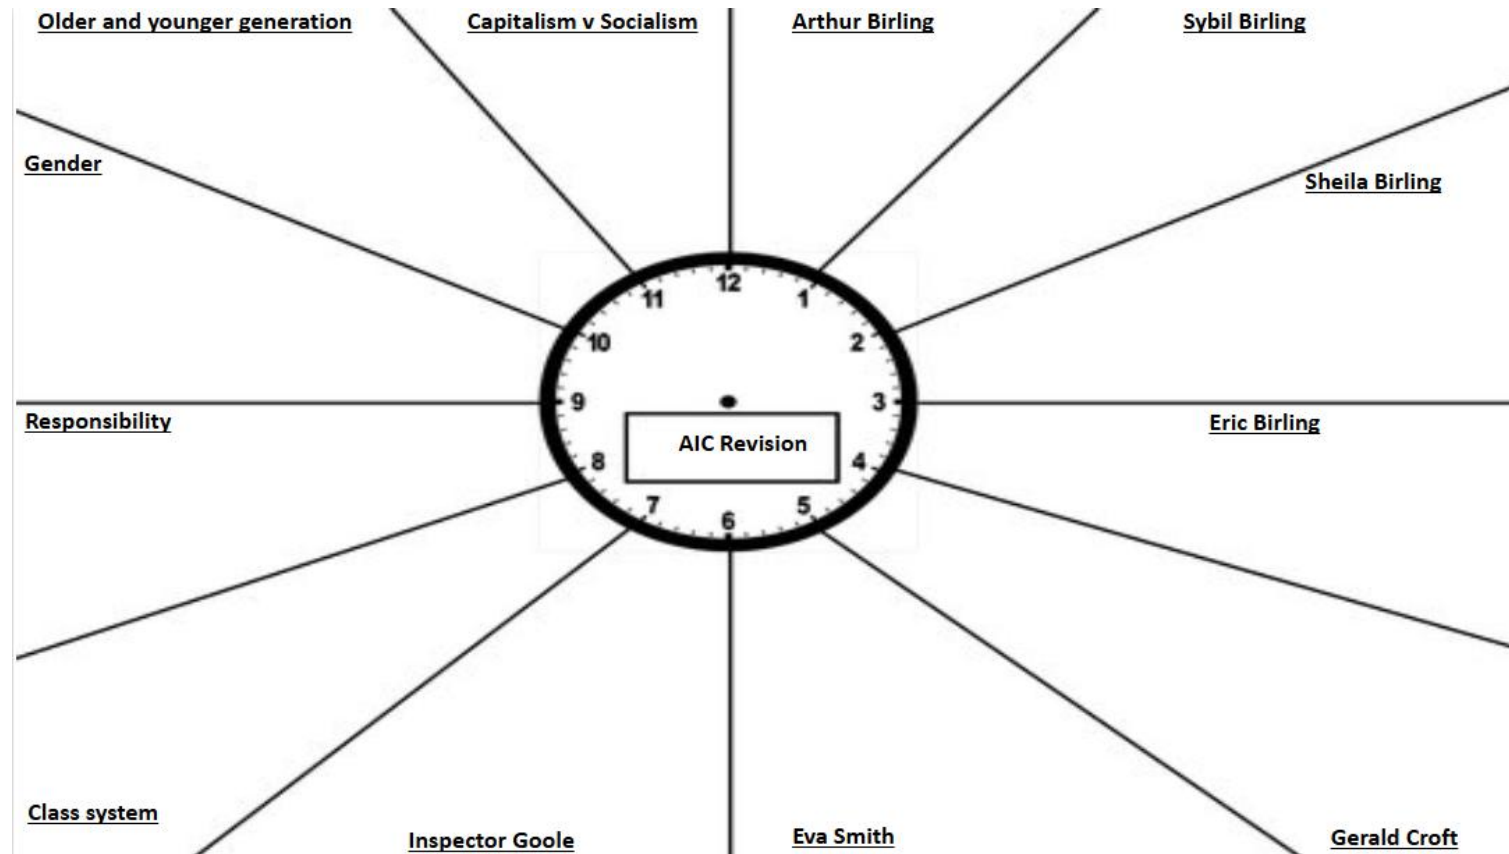 Older and younger generation
Capitalism v Socialism
Arthur Birling
Sybil Birling
Gender
Sheila Birling
12
11
1
10
2
9
3
Responsibility
Eric Birling
AIC Revision
8
4
7
5
6
Class system
Inspector Goole
Eva Smith
Gerald Croft